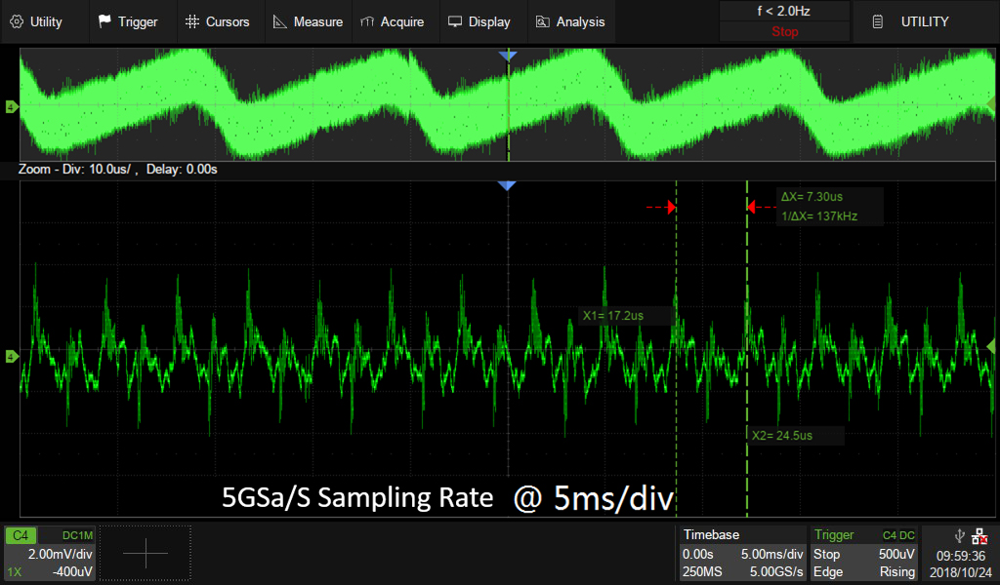 Utility
Trigger
Cursors
Measure
Acquire
Display
Analysis
f < 2.0Hz
Stop
UTILITY
4
Zoom - Div: 10.0us/ , Delay: 0.00s
ΔX= 7.30us
1/ΔX= 137kHz
X1= 17.2us
4
X2= 24.5us
5GSa/S Sampling Rate @ 5ms/div
C4 DC1M
2.00mV/div
1X -400uV
Timebase
0.00s 5.00ms/div
250MS 5.00GS/s
Trigger C4 DC
Stop 500uV
Edge Rising
09:59:36
2018/10/24